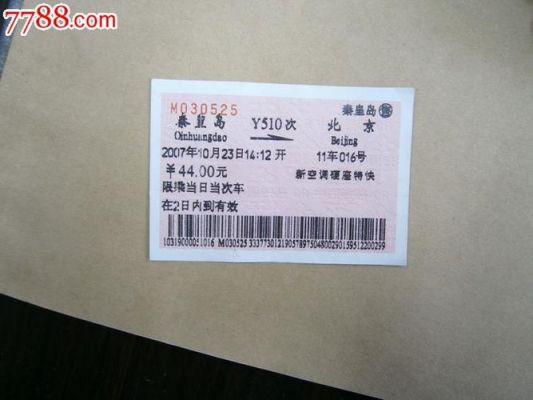 7788.com
M030525 秦皇岛售
秦皇岛 Y510次 北京
Qinhuangdao Beijing
2007年10月23日14:12开 11车016号
￥44.00元 新空调硬座特快
限乘当日当次车
在2日内到有效